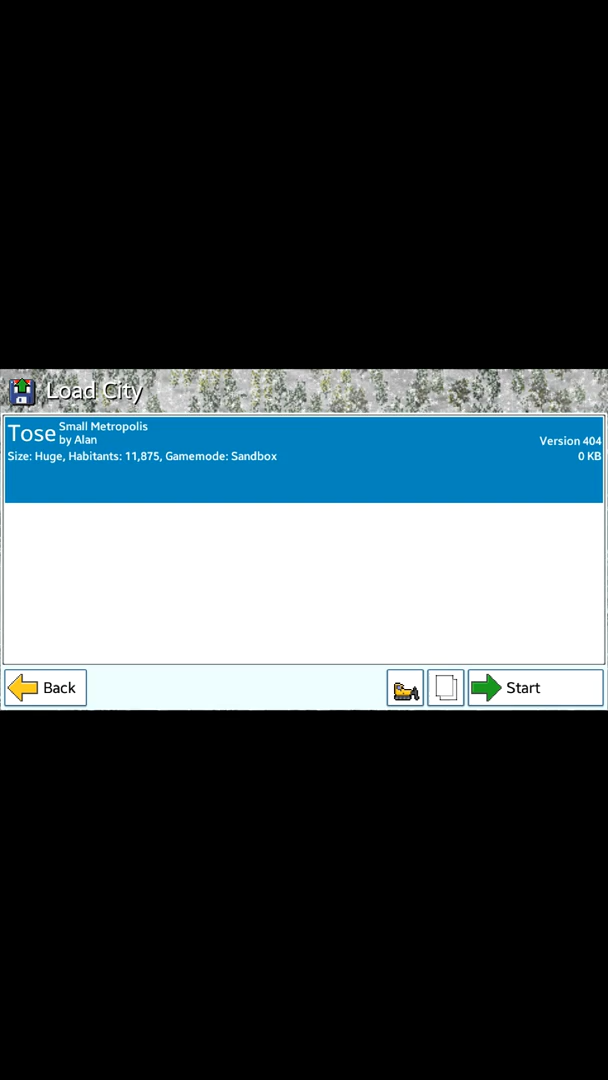 Load City
Tose Small Metropolis
by Alan
Version 404
Size: Huge, Habitants: 11,875, Gamemode: Sandbox
0 KB
Back
Start